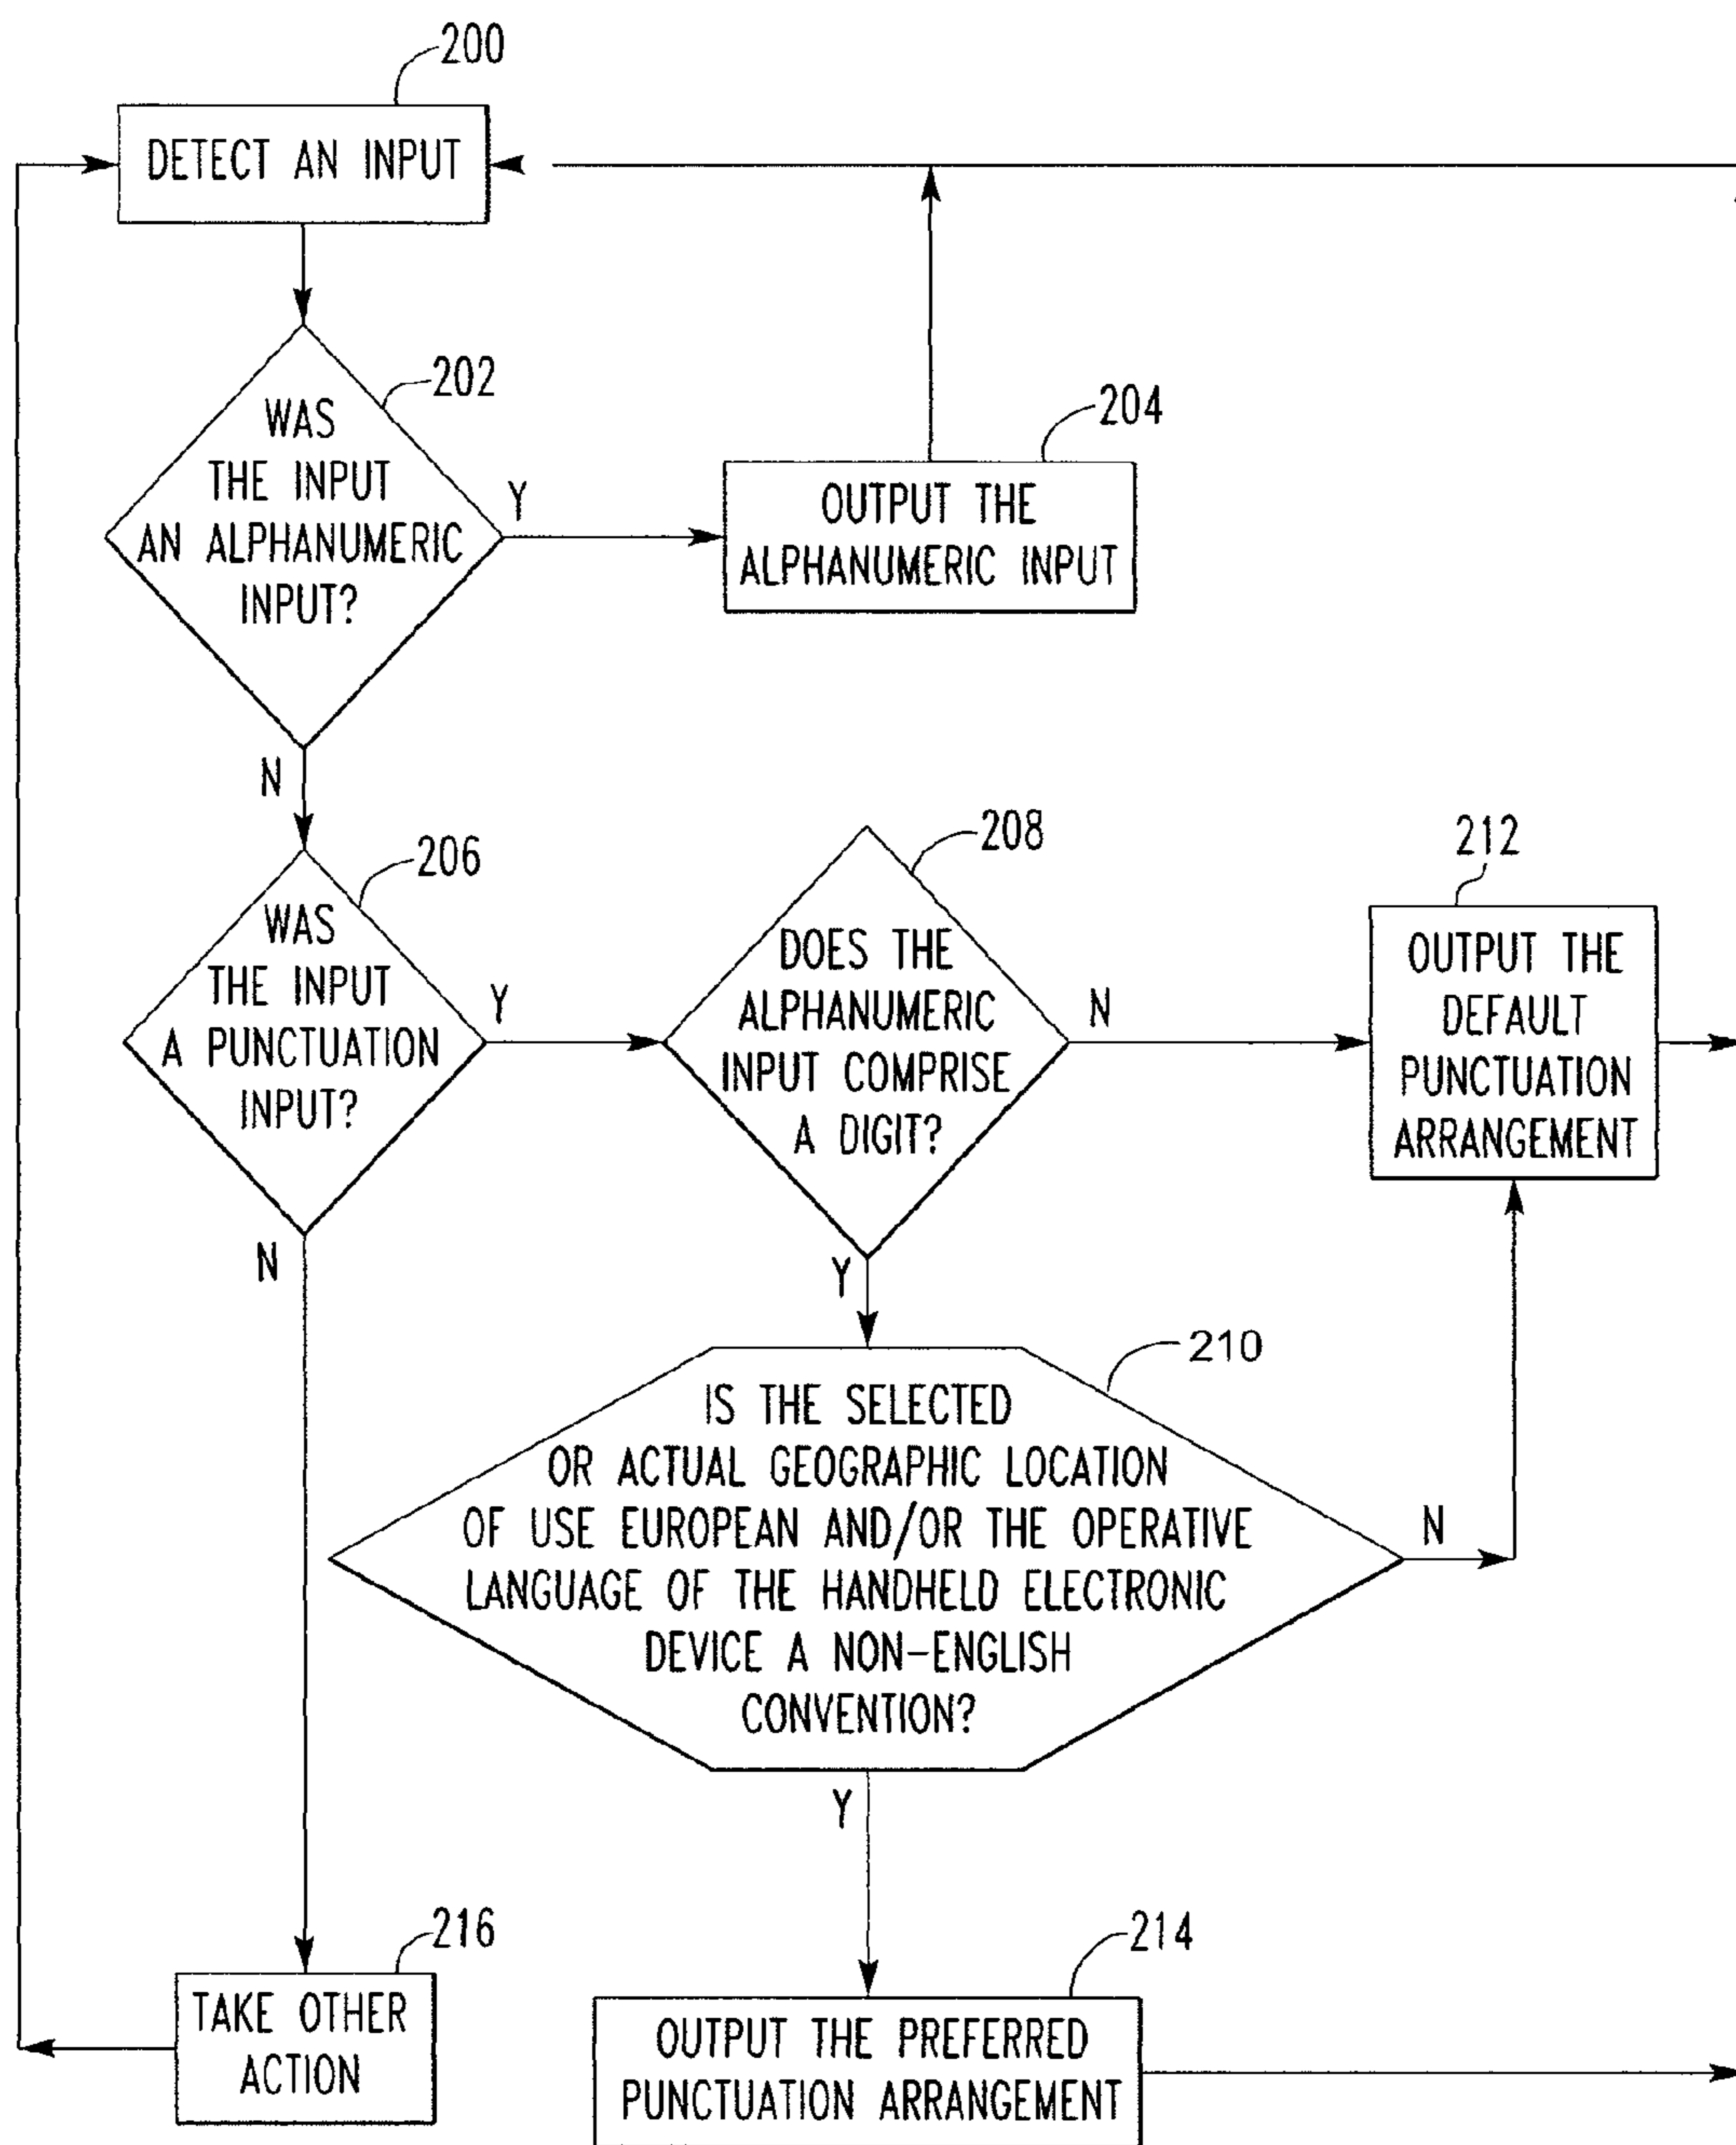 200
DETECT AN INPUT
202
WAS
THE INPUT
AN ALPHANUMERIC
INPUT?
Y
204
OUTPUT THE
ALPHANUMERIC INPUT
N
206
WAS
THE INPUT
A PUNCTUATION
INPUT?
Y
208
DOES THE
ALPHANUMERIC
INPUT COMPRISE
A DIGIT?
N
212
OUTPUT THE
DEFAULT
PUNCTUATION
ARRANGEMENT
N
Y
210
IS THE SELECTED
OR ACTUAL GEOGRAPHIC LOCATION
OF USE EUROPEAN AND/OR THE OPERATIVE
LANGUAGE OF THE HANDHELD ELECTRONIC
DEVICE A NON-ENGLISH
CONVENTION?
N
Y
216
TAKE OTHER
ACTION
214
OUTPUT THE PREFERRED
PUNCTUATION ARRANGEMENT